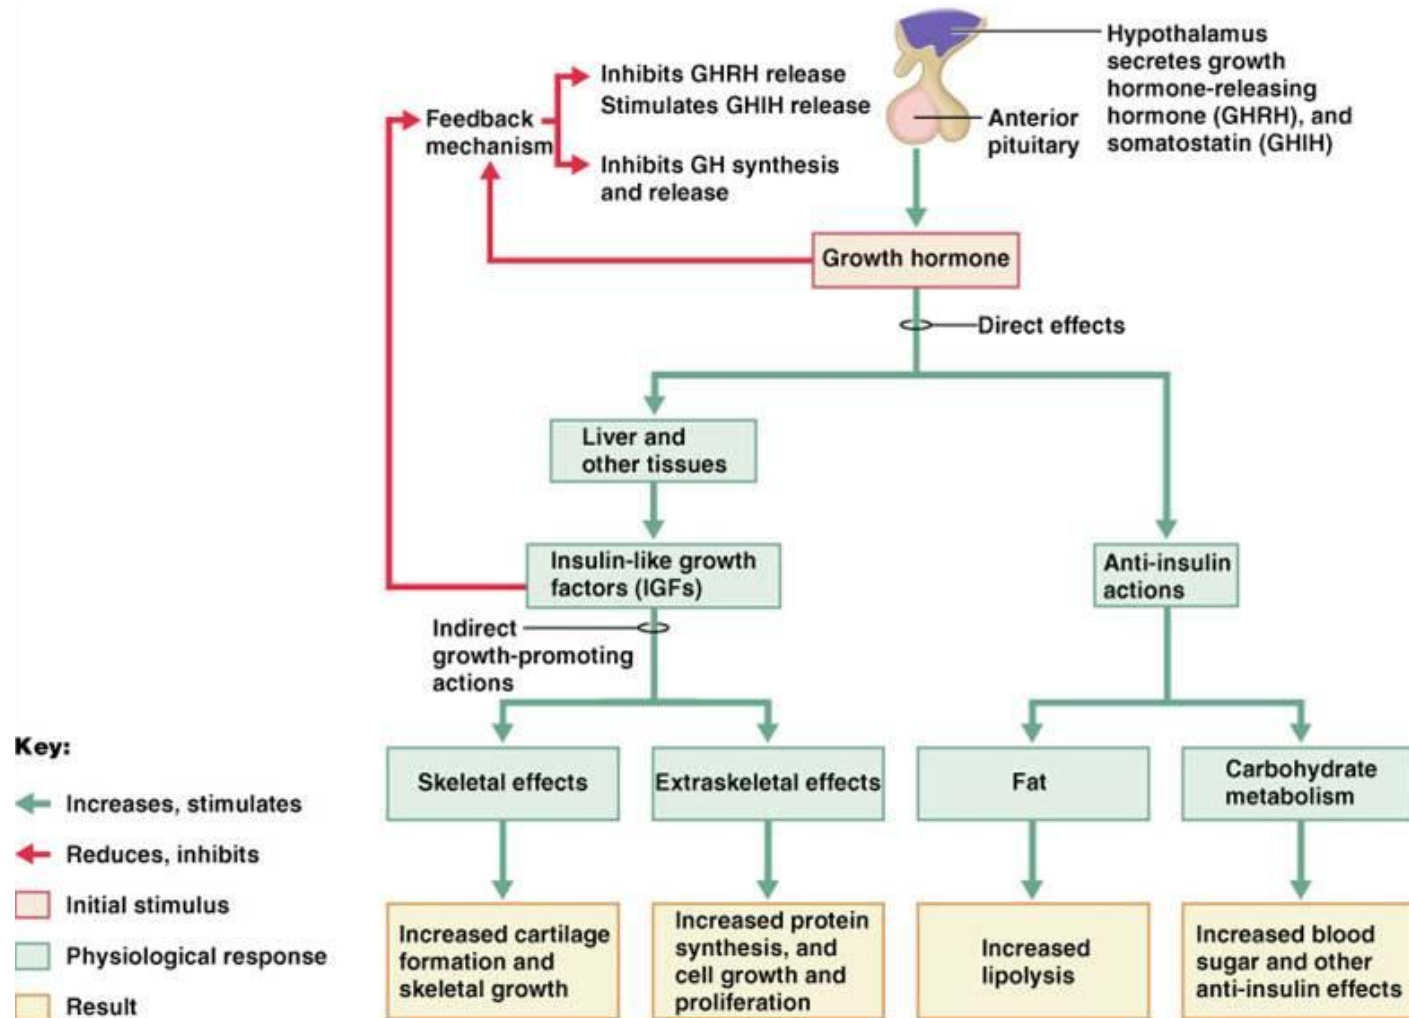 Hypothalamus
secretes growth
hormone-releasing
hormone (GHRH), and
somatostatin (GHIH)
Inhibits GHRH release
Stimulates GHIH release
Feedback
mechanism
Anterior
pituitary
Inhibits GH synthesis
and release
Growth hormone
Direct effects
Liver and
other tissues
Insulin-like growth
factors (IGFs)
Anti-insulin
actions
Indirect
growth-promoting
actions
Key:
Increases, stimulates
Reduces, inhibits
Initial stimulus
Physiological response
Result
Skeletal effects
Extraskeletal effects
Fat
Carbohydrate
metabolism
Increased cartilage
formation and
skeletal growth
Increased protein
synthesis, and
cell growth and
proliferation
Increased
lipolysis
Increased blood
sugar and other
anti-insulin effects